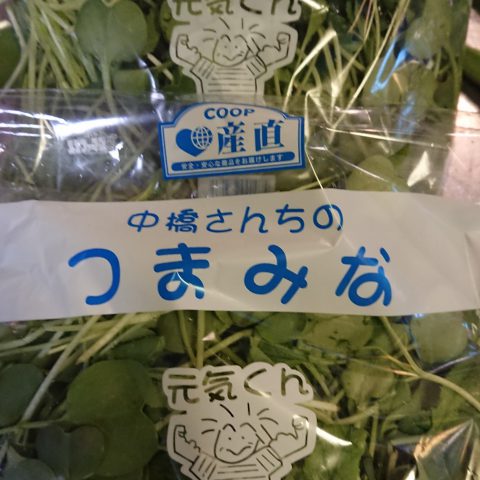 元気くん
COOP
産直
安全・安心な商品をお届けします
中橋さんちの
つまみな
元気くん